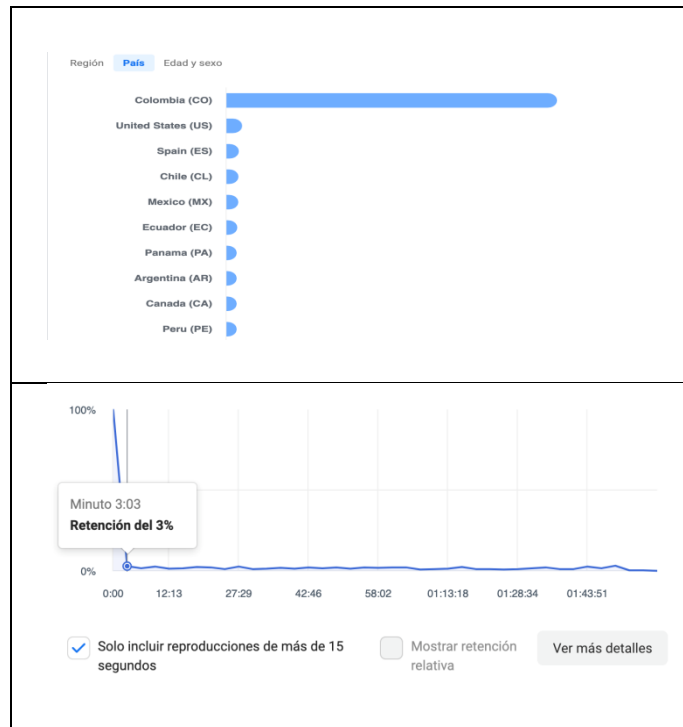 Región País Edad y sexo
Colombia (CO)
United States (US)
Spain (ES)
Chile (CL)
Mexico (MX)
Ecuador (EC)
Panama (PA)
Argentina (AR)
Canada (CA)
Peru (PE)
100%
Minuto 3:03
Retención del 3%
0%
0:00 12:13 27:29 42:46 58:02 01:13:18 01:28:34 01:43:51
Solo incluir reproducciones de más de 15
segundos
Mostrar retención
relativa
Ver más detalles